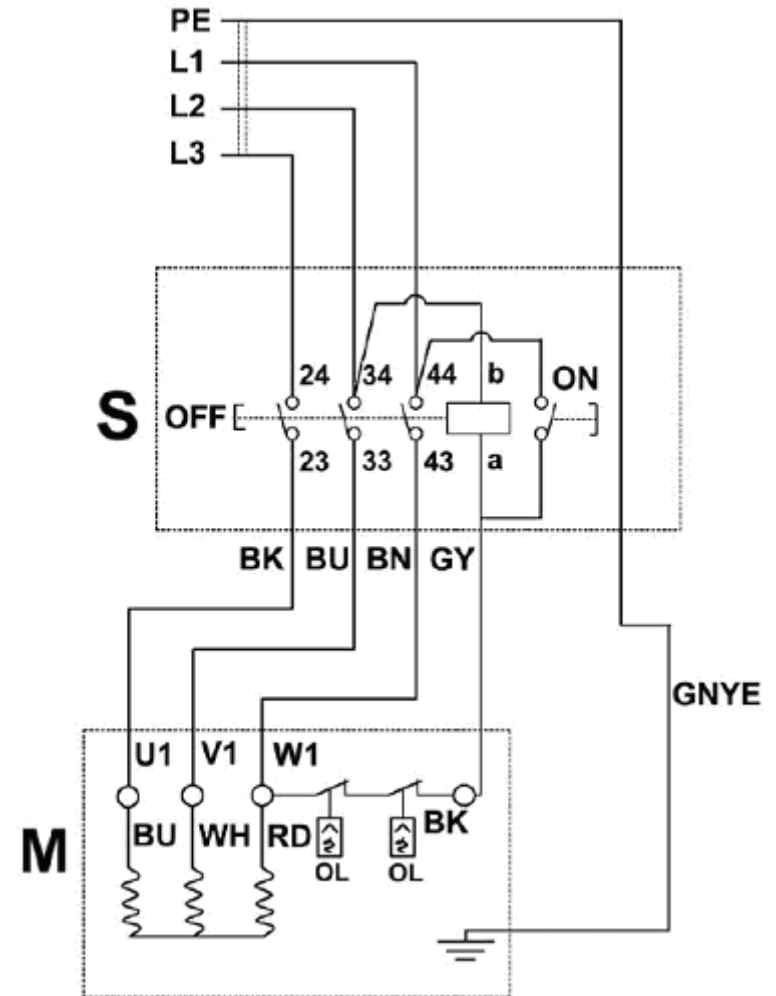 PE
L1
L2
L3
24 34 44 b ON
S OFF
23 33 43 a
BK BU BN GY
GNYE
U1 V1 W1
M BU WH RD BK
OL OL